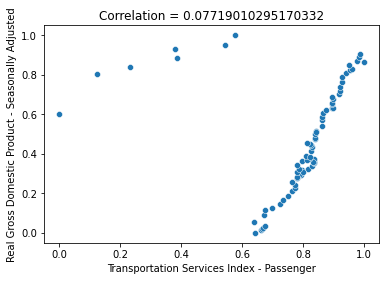 Correlation = 0.07719010295170332
Real Gross Domestic Product - Seasonally Adjusted
1.0
0.8
0.6
0.4
0.2
0.0
0.0 0.2 0.4 0.6 0.8 1.0
Transportation Services Index - Passenger